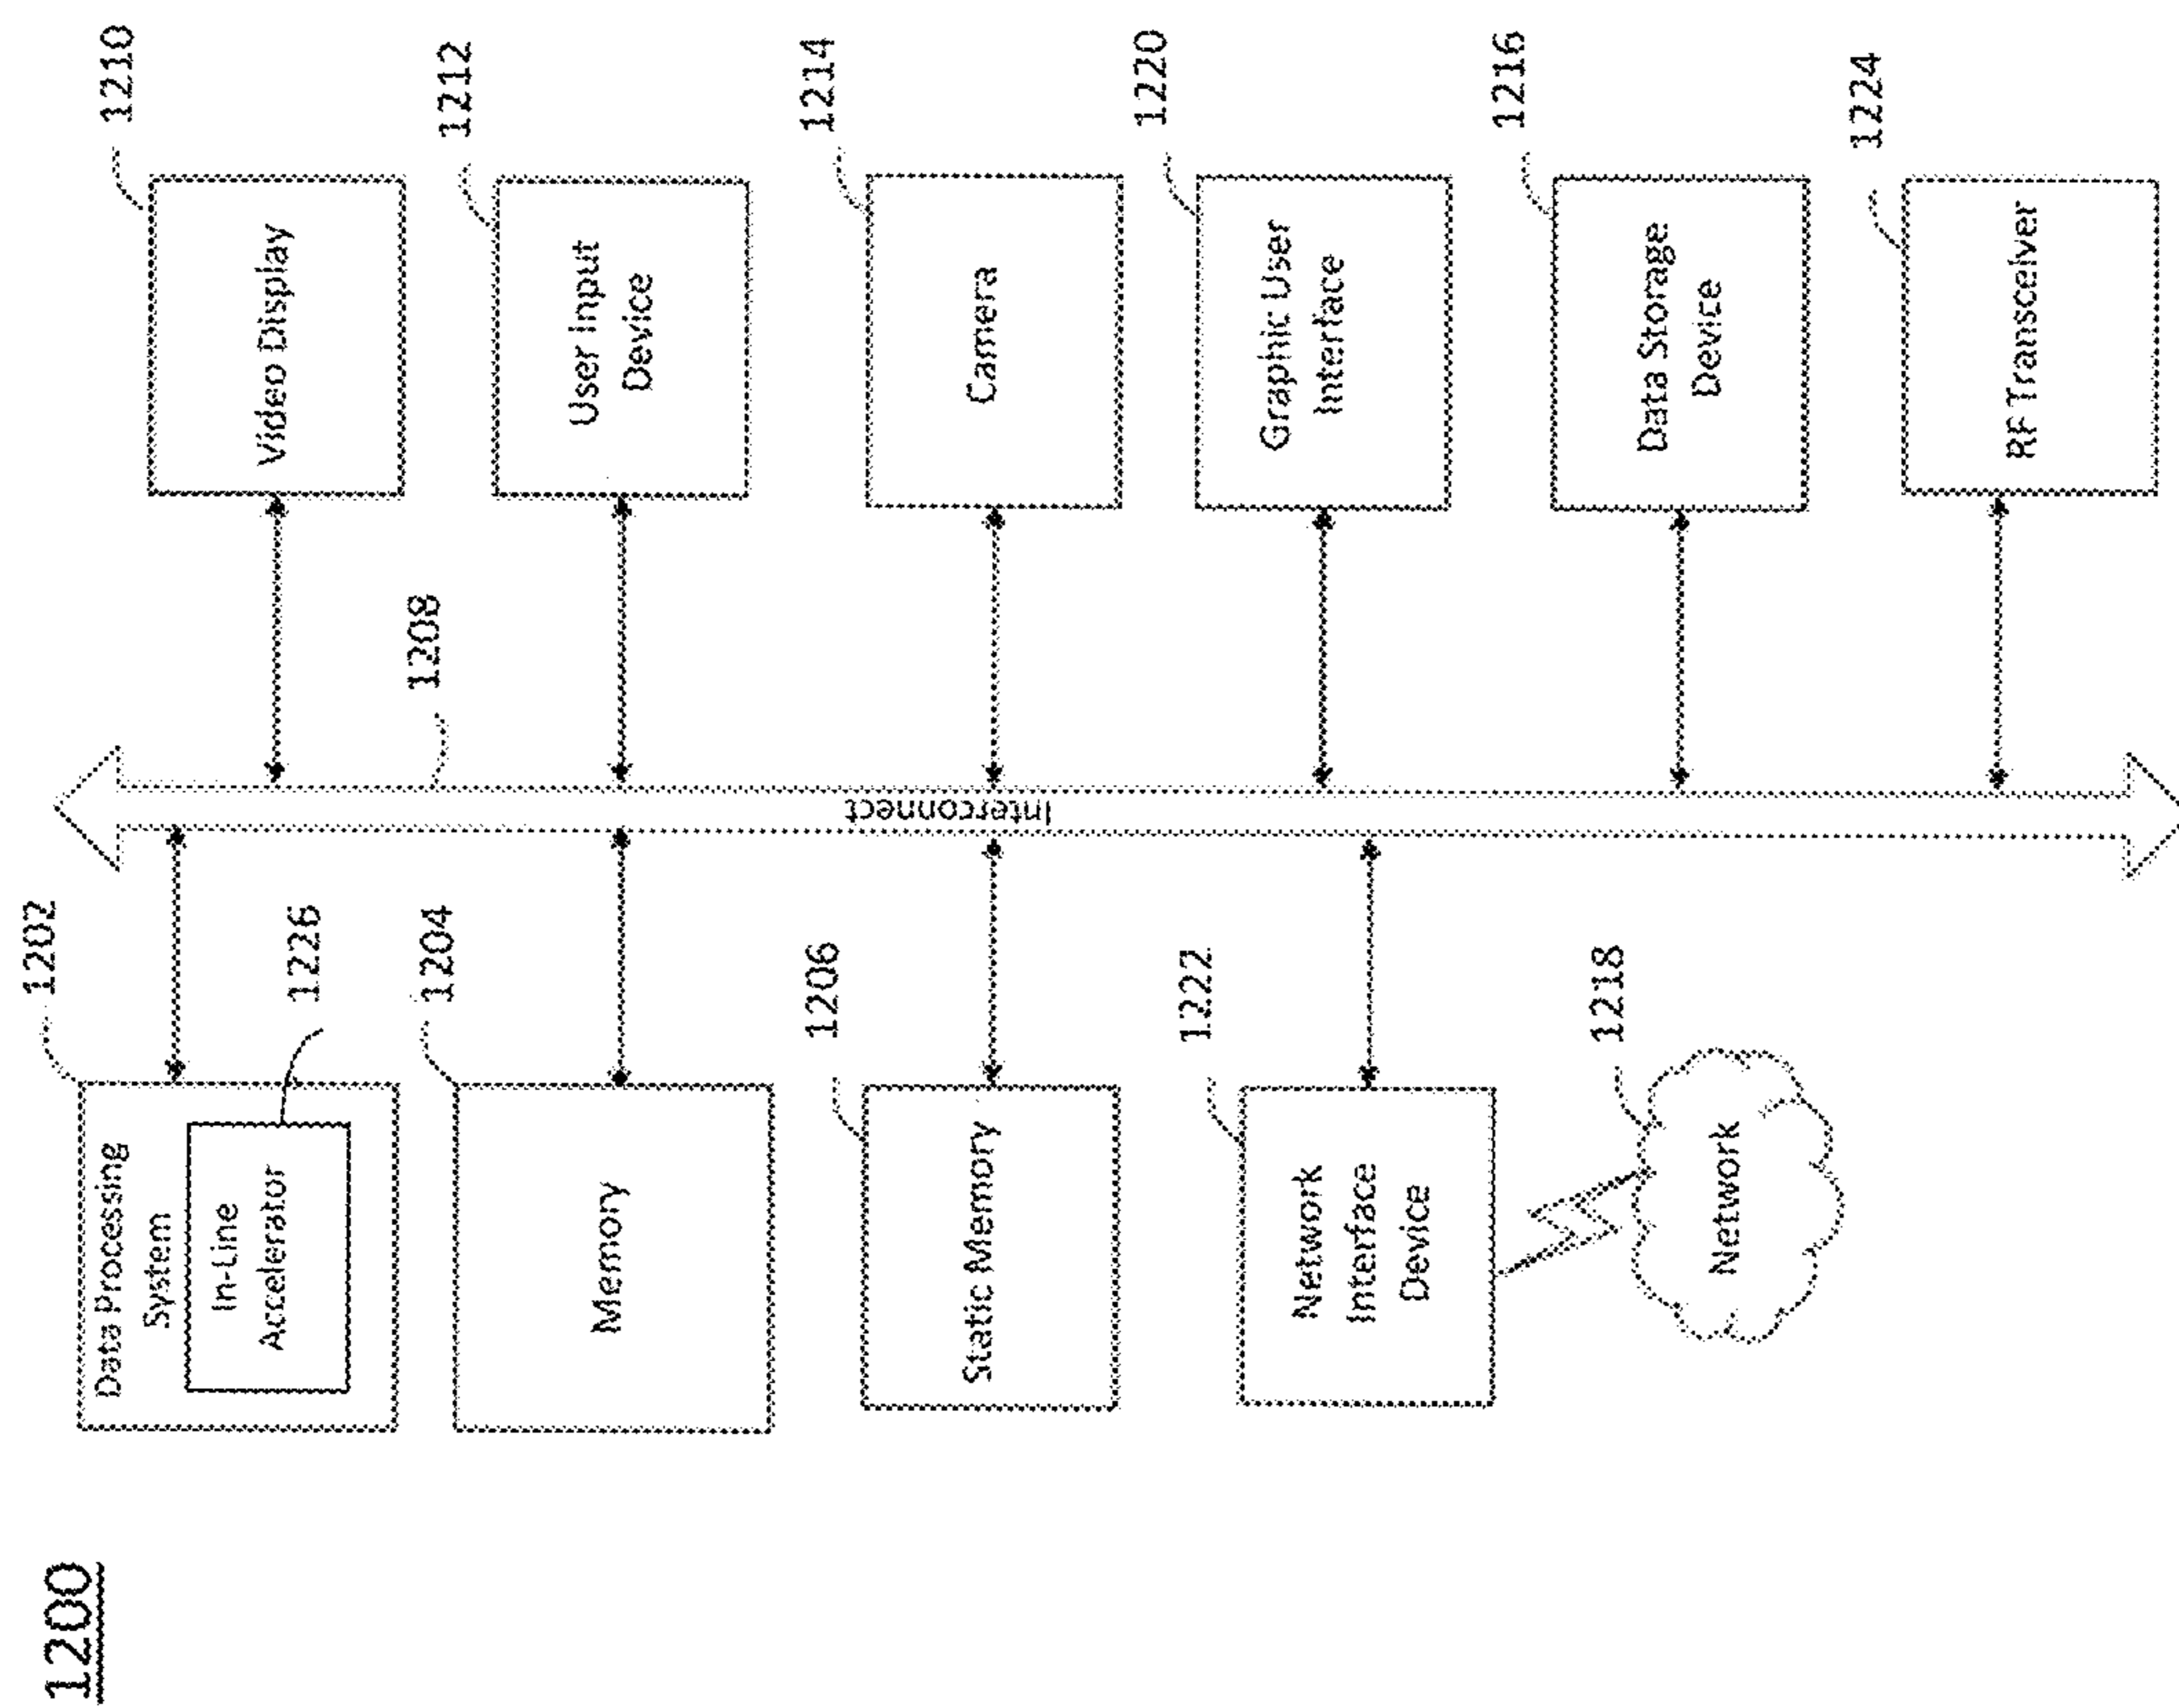 1200
1202
Data Processing
System
In-Line
Accelerator
1226
1204
Memory
1206
Static Memory
1222
Network
Interface
Device
1218
Network
1208
Interconnect
1210
Video Display
1212
User Input
Device
1214
Camera
1220
Graphic User
Interface
1216
Data Storage
Device
1224
RF Transceiver